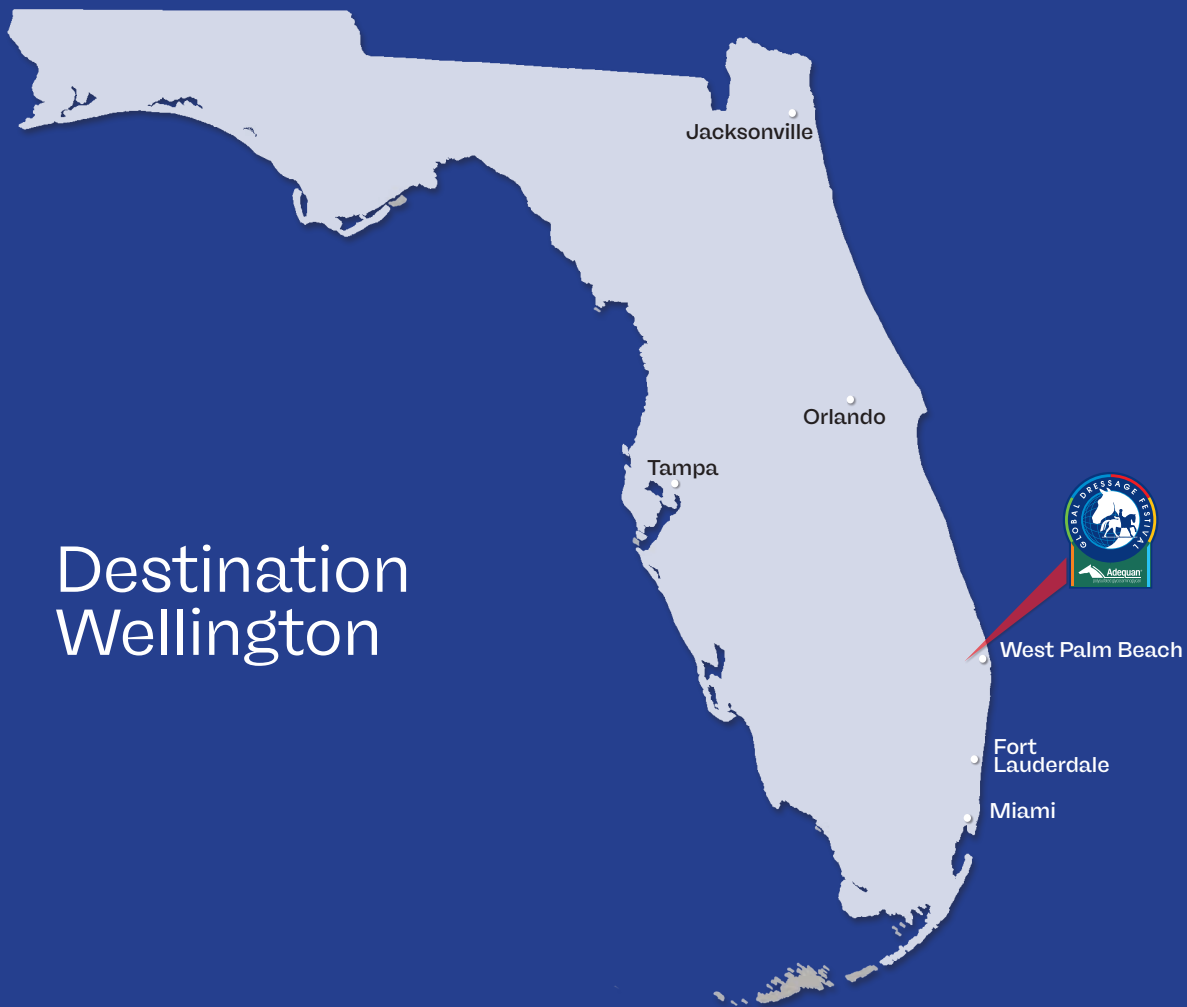 Jacksonville
Orlando
Tampa
GLOBAL DRESSAGE FESTIVAL
Adequan
Destination
Wellington
West Palm Beach
Fort
Lauderdale
Miami